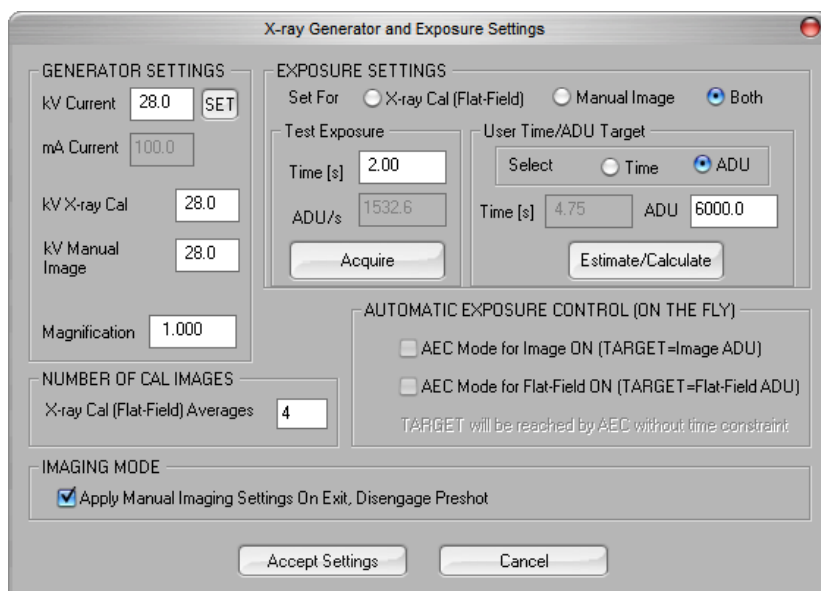 X-ray Generator and Exposure Settings
GENERATOR SETTINGS
kV Current 28.0 SET
mA Current 100.0
kV X-ray Cal 28.0
kV Manual
Image 28.0
Magnification 1.000
EXPOSURE SETTINGS
Set For X-ray Cal (Flat-Field) Manual Image Both
Test Exposure
Time [s] 2.00
ADU/s 1532.6
Acquire
User Time/ADU Target
Select Time ADU
Time [s] 4.75 ADU 6000.0
Estimate/Calculate
AUTOMATIC EXPOSURE CONTROL (ON THE FLY)
AEC Mode for Image ON (TARGET=Image ADU)
AEC Mode for Flat-Field ON (TARGET=Flat-Field ADU)
TARGET will be reached by AEC without time constraint
NUMBER OF CAL IMAGES
X-ray Cal (Flat-Field) Averages 4
IMAGING MODE
Apply Manual Imaging Settings On Exit, Disengage Preshot
Accept Settings Cancel